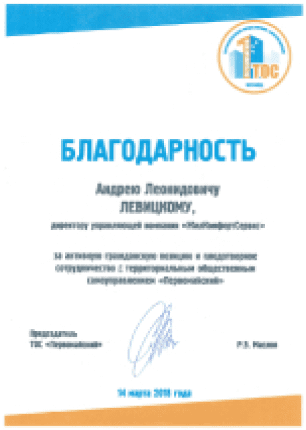 ТОС
БЛАГОДАРНОСТЬ
Андрею Леонидовичу
ЛЕВИЦКОМУ,
директору управляющей компании «ЖилКомфортСервис»
за активную гражданскую позицию и плодотворное
сотрудничество с территориальным общественным
самоуправлением «Первомайский»
Председатель
ТОС «Первомайский»
Р.В. Маслов
14 марта 2018 года